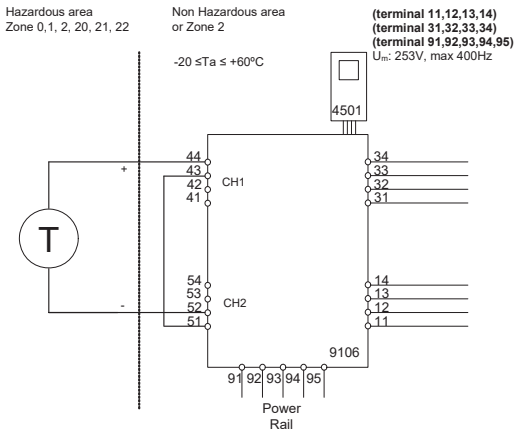 Hazardous area
Zone 0,1, 2, 20, 21, 22
Non Hazardous area
or Zone 2
-20 ≤Ta ≤ +60ºC
(terminal 11,12,13,14)
(terminal 31,32,33,34)
(terminal 91,92,93,94,95)
Uₘ: 253V, max 400Hz
4501
44
43
42
41
+
CH1
34
33
32
31
T
54
53
52
51
-
CH2
14
13
12
11
9106
91 92 93 94 95
Power
Rail